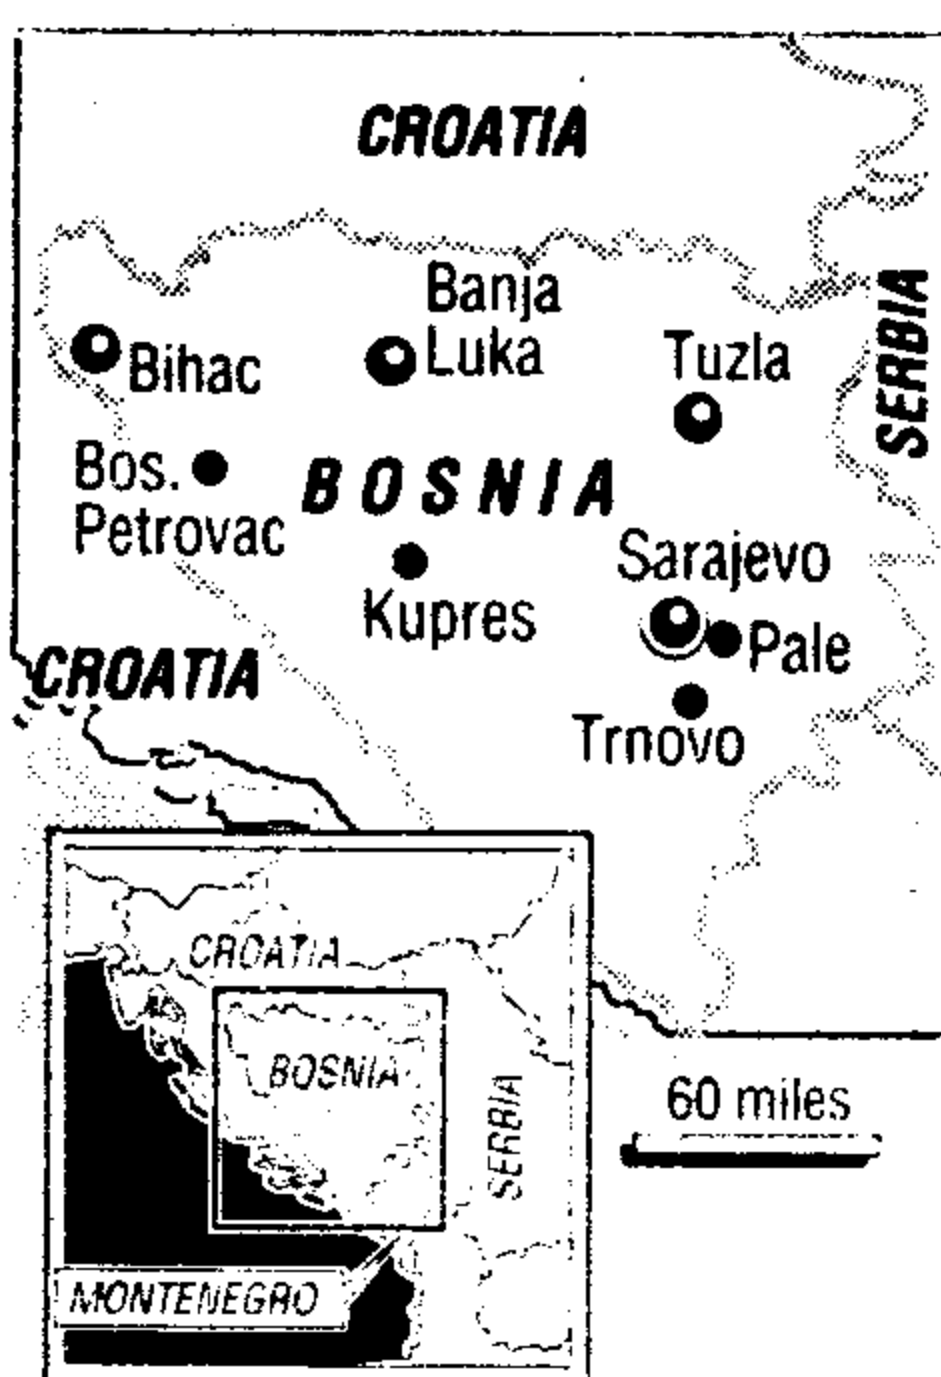 CROATIA
SERBIA
Banja
Luka
Tuzla
Bihac
Bos.
Petrovac
BOSNIA
Kupres
Sarajevo
Pale
Trnovo
CROATIA
CROATIA
BOSNIA
SERBIA
MONTENEGRO
60 miles